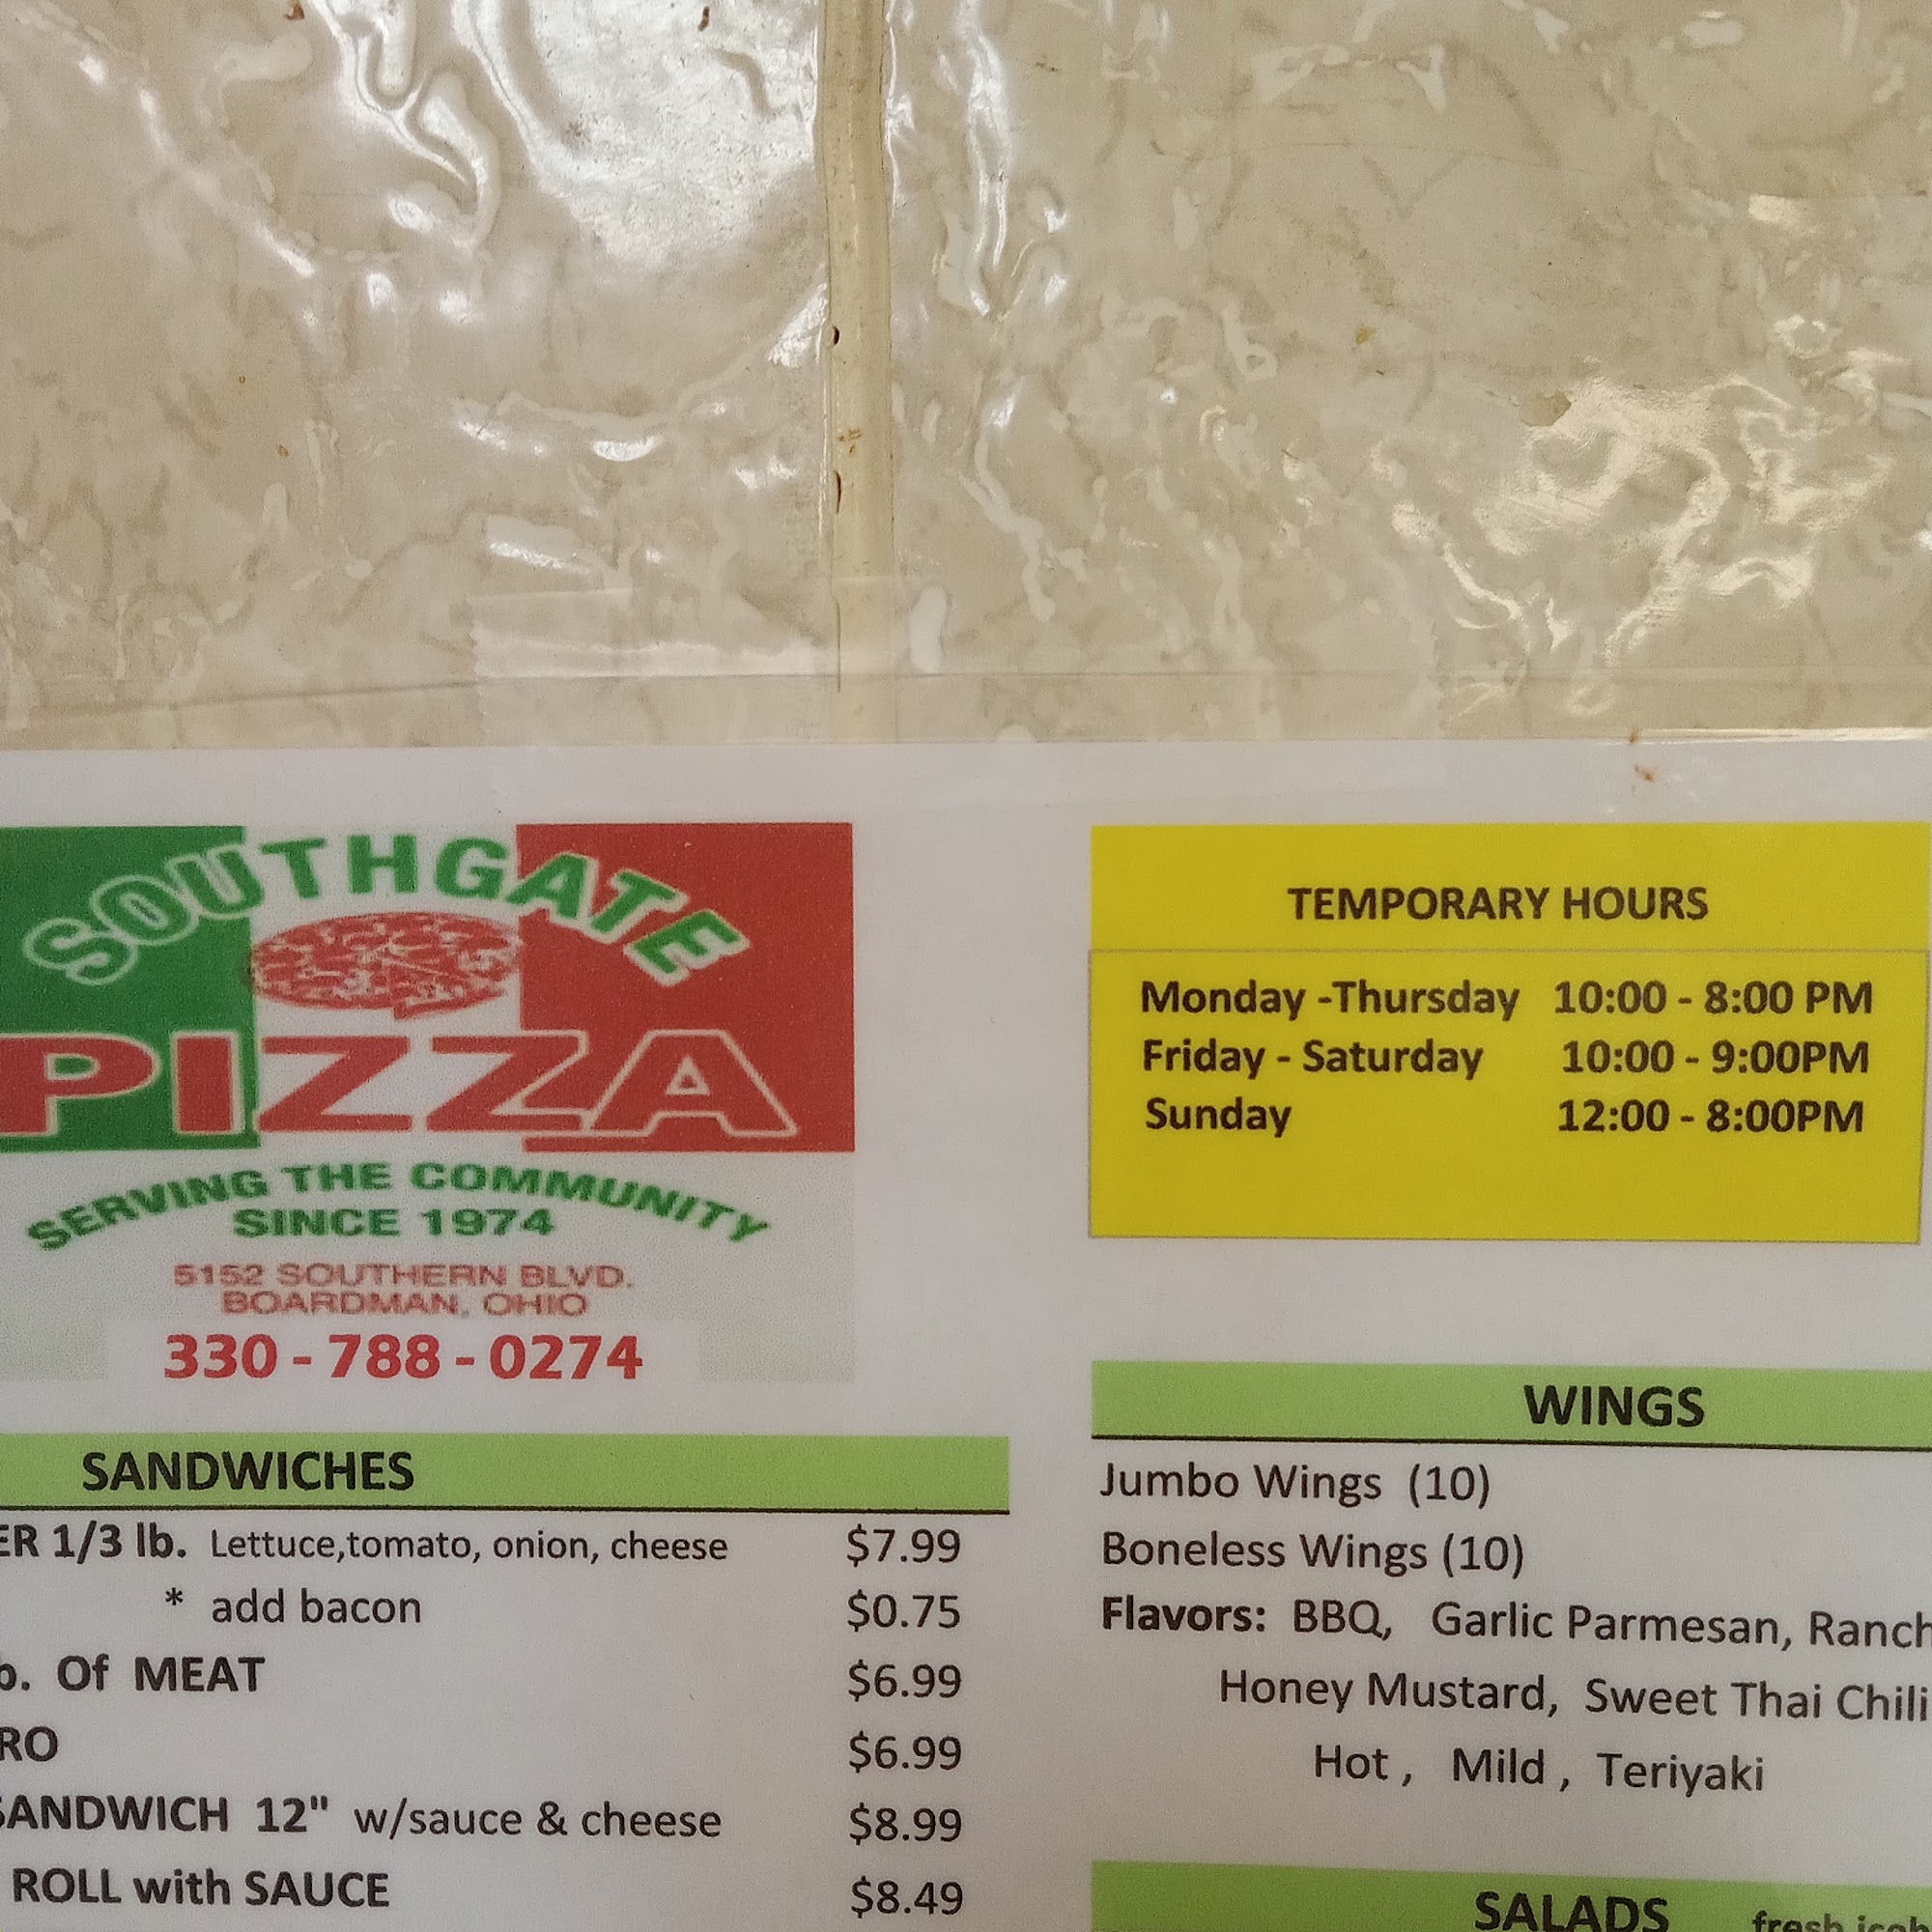 SOUTHGATE
PIZZA
SERVING THE COMMUNITY
SINCE 1974
5152 SOUTHERN BLVD.
BOARDMAN, OHIO
330 - 788 - 0274
SANDWICHES
ER 1/3 lb. Lettuce,tomato, onion, cheese $7.99
* add bacon $0.75
. Of MEAT $6.99
RO $6.99
SANDWICH 12" w/sauce & cheese $8.99
ROLL with SAUCE $8.49
TEMPORARY HOURS
Monday -Thursday 10:00 - 8:00 PM
Friday - Saturday 10:00 - 9:00PM
Sunday 12:00 - 8:00PM
WINGS
Jumbo Wings (10)
Boneless Wings (10)
Flavors: BBQ, Garlic Parmesan, Ranch
Honey Mustard, Sweet Thai Chili
Hot , Mild , Teriyaki
SALADS fresh